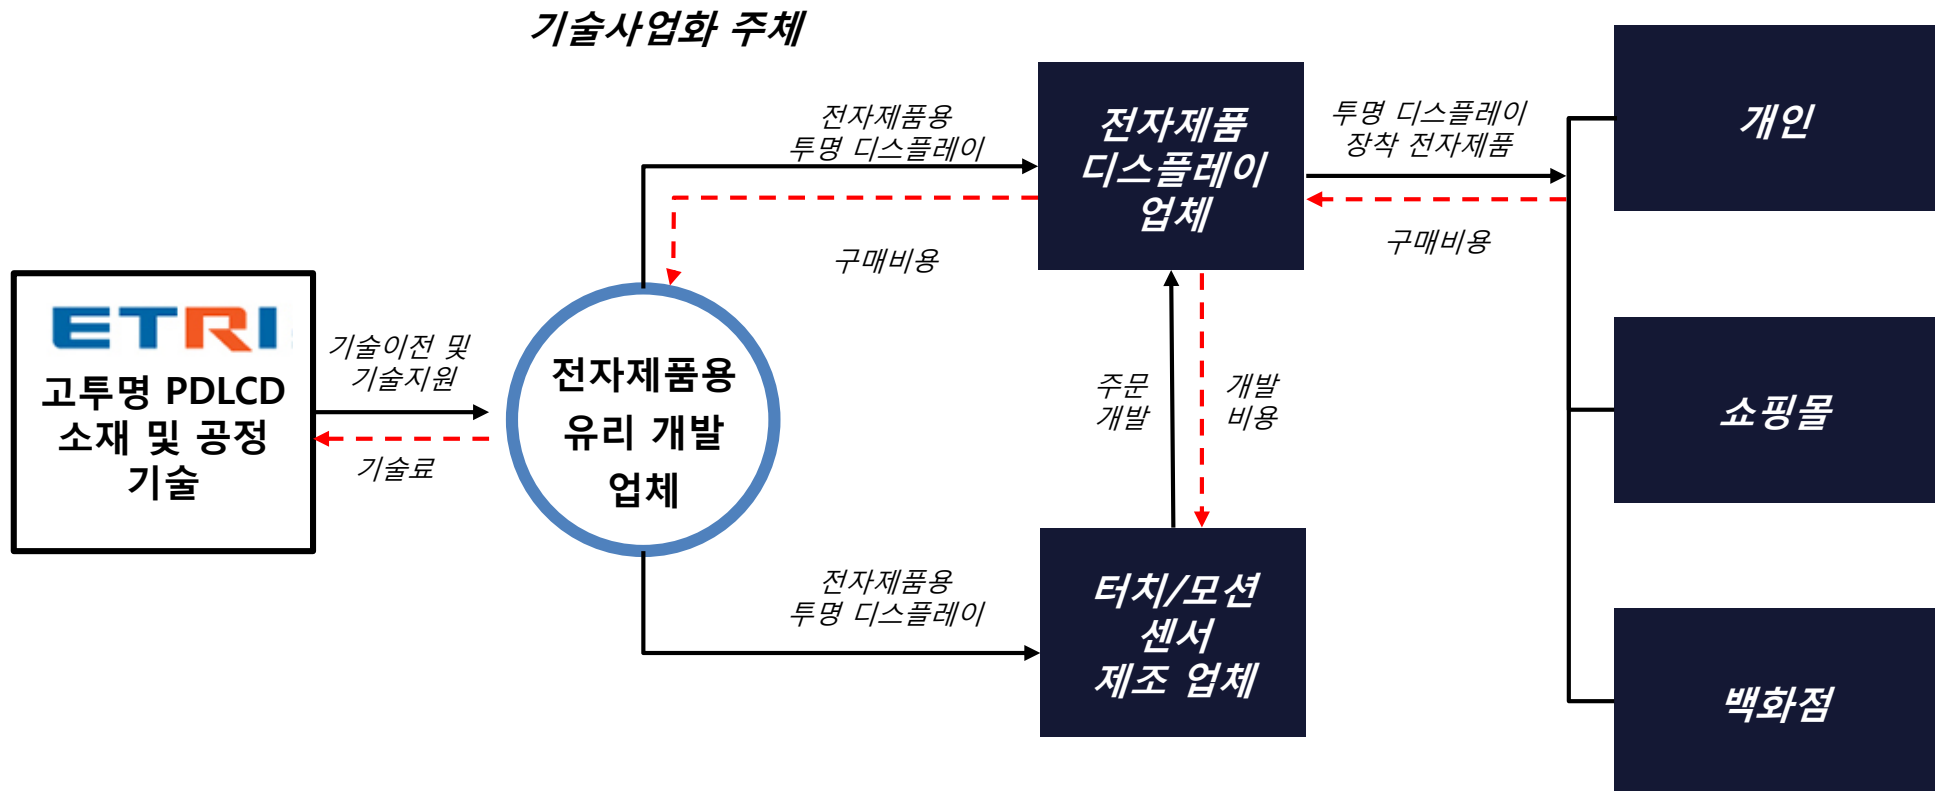 기술사업화 주체
ETRI
고투명 PDLCD
소재 및 공정
기술
기술이전 및
기술지원
기술료
전자제품용
유리 개발
업체
전자제품용
투명 디스플레이
구매비용
전자제품용
투명 디스플레이
전자제품
디스플레이
업체
주문
개발
개발
비용
터치/모션
센서
제조 업체
투명 디스플레이
장착 전자제품
구매비용
개인
쇼핑몰
백화점